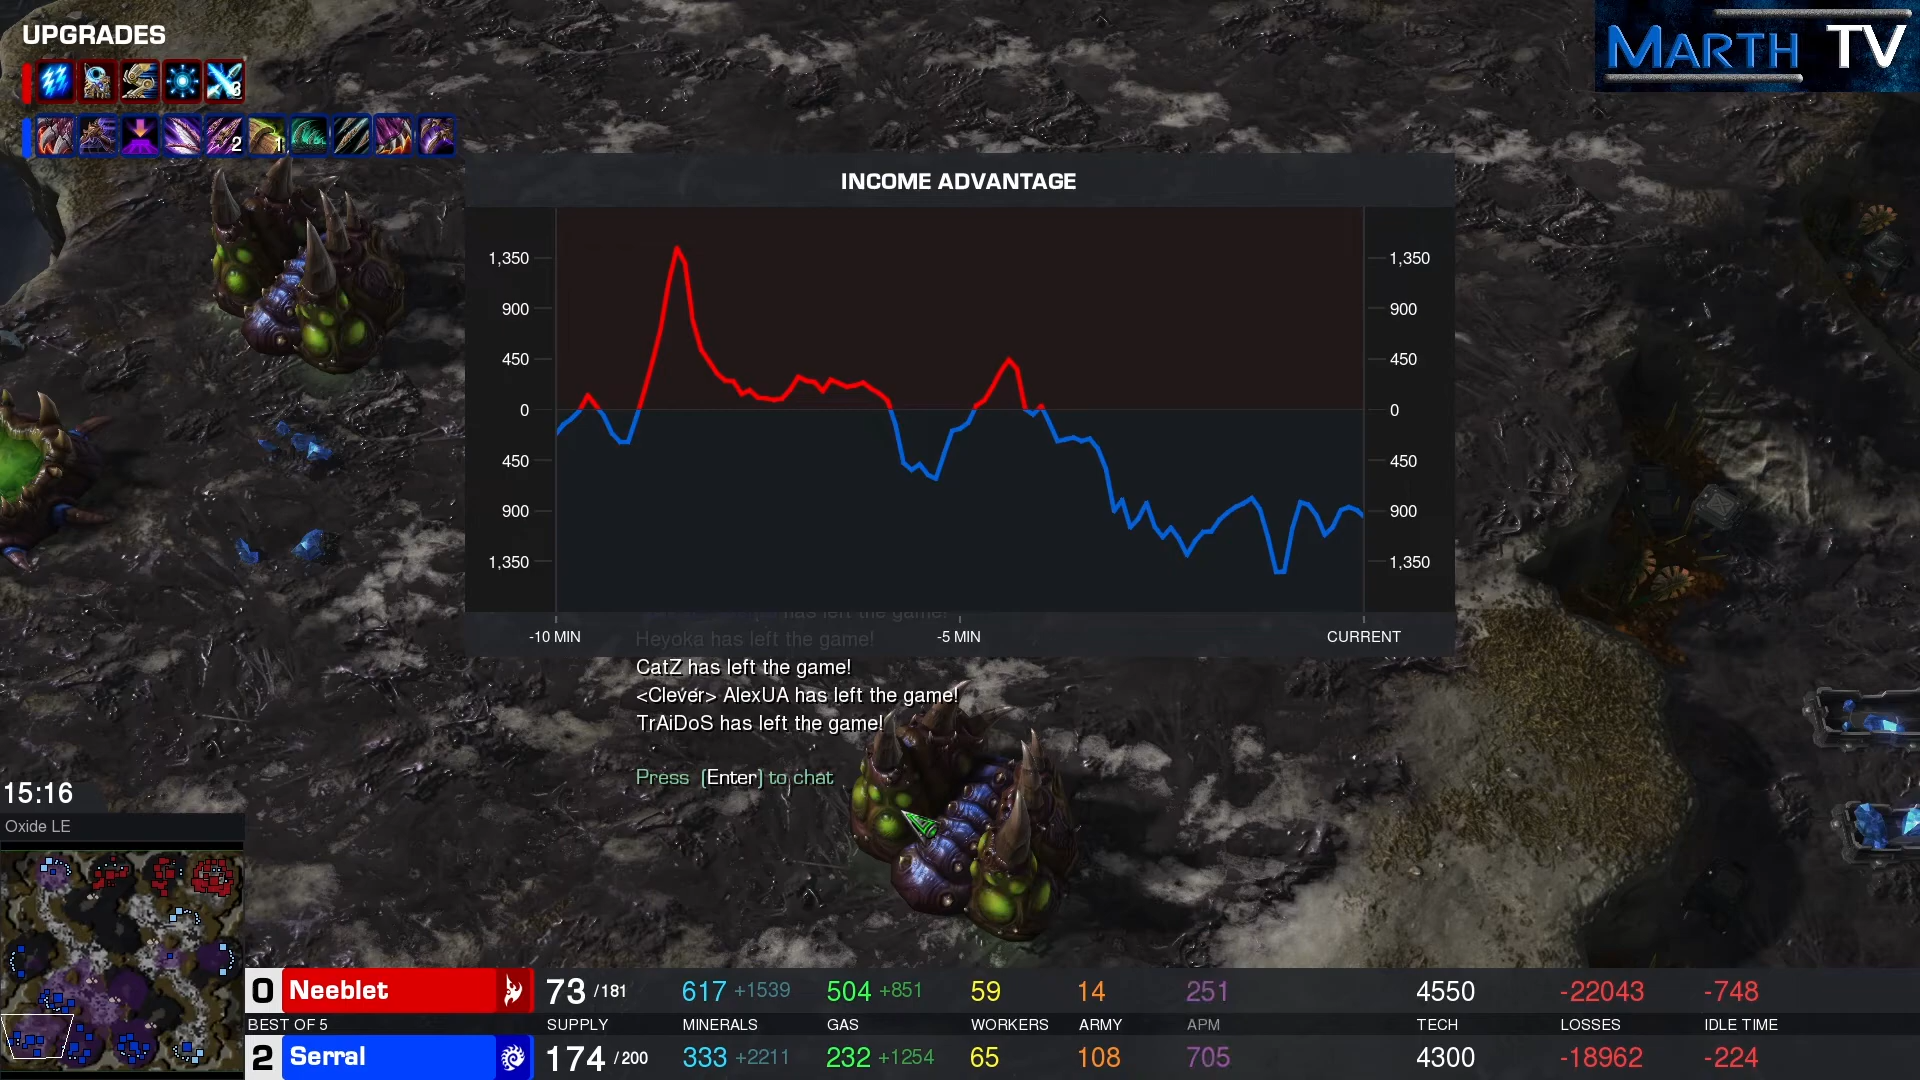 UPGRADES
MARTH TV
3
2 1
INCOME ADVANTAGE
1,350 1,350
900 900
450 450
0 0
450 450
900 900
1,350 1,350
has left the game!
-10 MIN -5 MIN CURRENT
Heyoka has left the game!
CatZ has left the game!
<Clever> AlexUA has left the game!
TrAiDoS has left the game!
Press [Enter] to chat
15:16
Oxide LE
0 Neeblet 73 /181 617 +1539 504 +851 59 14 251 4550 -22043 -748
BEST OF 5 SUPPLY MINERALS GAS WORKERS ARMY APM TECH LOSSES IDLE TIME
2 Serral 174 /200 333 +2211 232 +1254 65 108 705 4300 -18962 -224